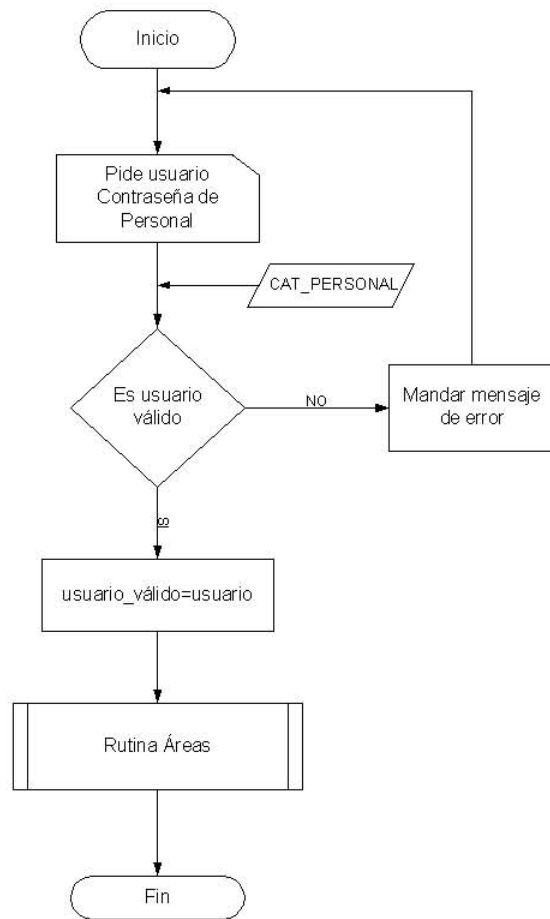 Inicio
Pide usuario
Contraseña de
Personal
CAT_PERSONAL
Es usuario
válido
NO
Mandar mensaje
de error
SI
usuario_válido=usuario
Rutina Áreas
Fin